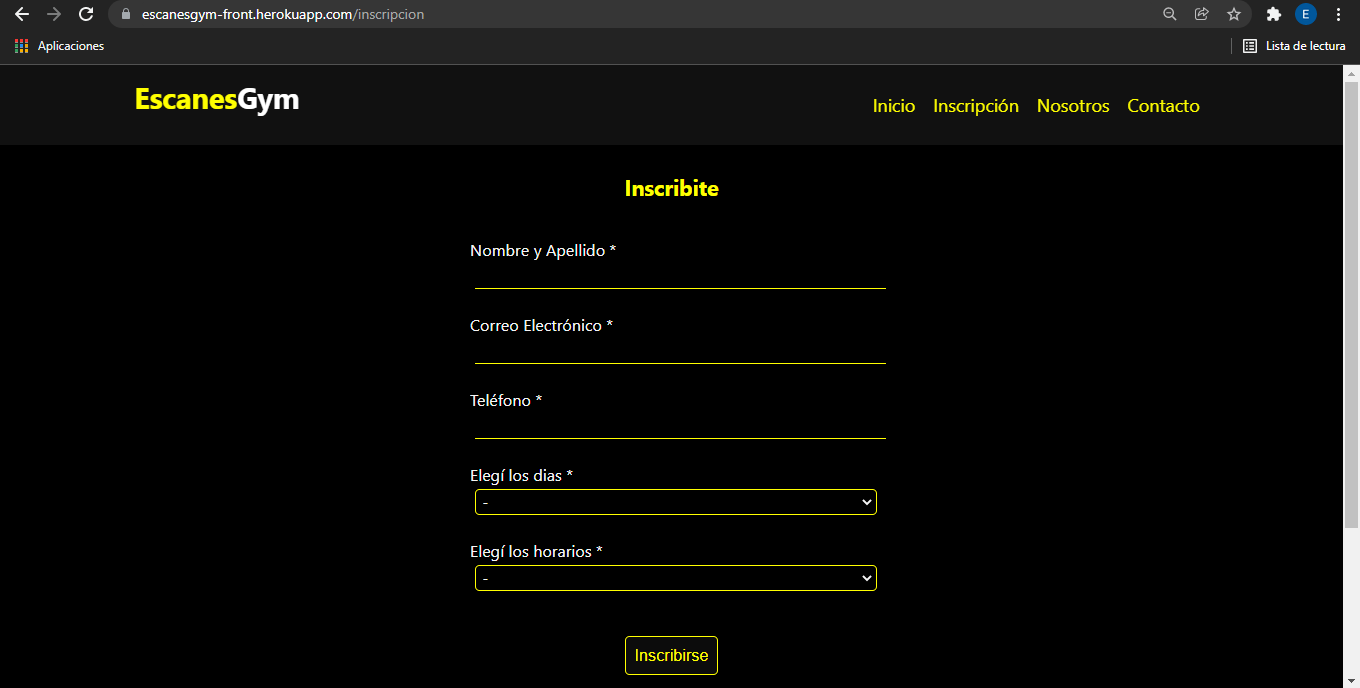 escanesgym-front.herokuapp.com/inscripcion
E
Aplicaciones
Lista de lectura
EscanesGym
Inicio Inscripción Nosotros Contacto
Inscribite
Nombre y Apellido *
Correo Electrónico *
Teléfono *
Elegí los dias *
-
Elegí los horarios *
-
Inscribirse